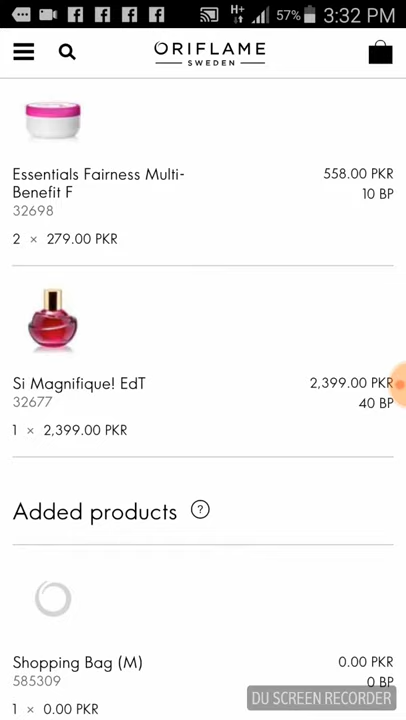 H+ 57% 3:32 PM
ORIFLAME
SWEDEN
Essentials Fairness Multi-
Benefit F
558.00 PKR
10 BP
32698
2 × 279.00 PKR
Si Magnifique! EdT
2,399.00 PKR
32677
40 BP
1 × 2,399.00 PKR
Added products ?
Shopping Bag (M)
0.00 PKR
585309
0 BP
DU SCREEN RECORDER
1 × 0.00 PKR